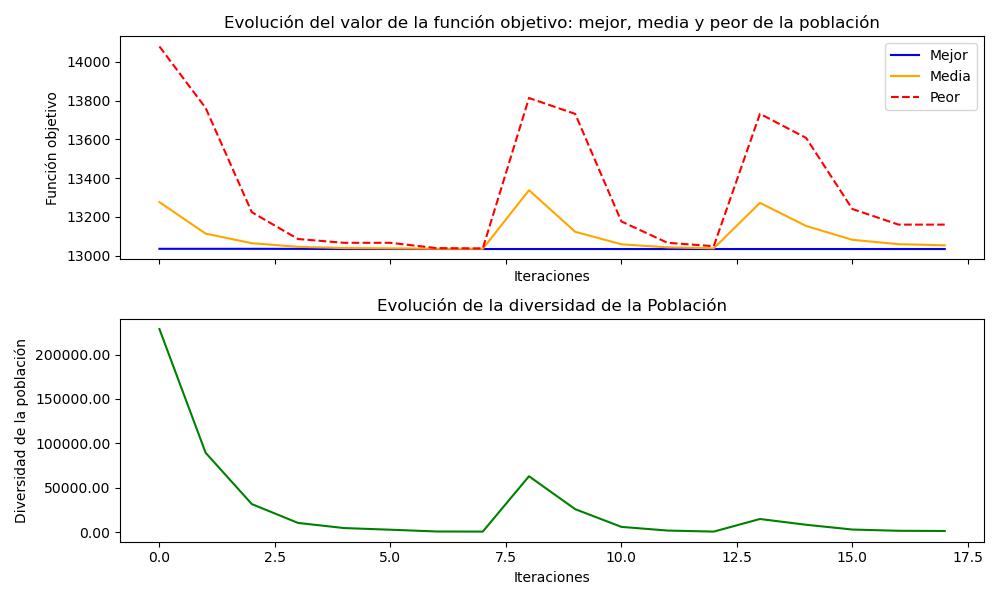 Evolución del valor de la función objetivo: mejor, media y peor de la población
Función objetivo
14000
13800
13600
13400
13200
13000
Mejor
Media
Peor
Iteraciones
Evolución de la diversidad de la Población
Diversidad de la población
200000.00
150000.00
100000.00
50000.00
0.00
0.0 2.5 5.0 7.5 10.0 12.5 15.0 17.5
Iteraciones